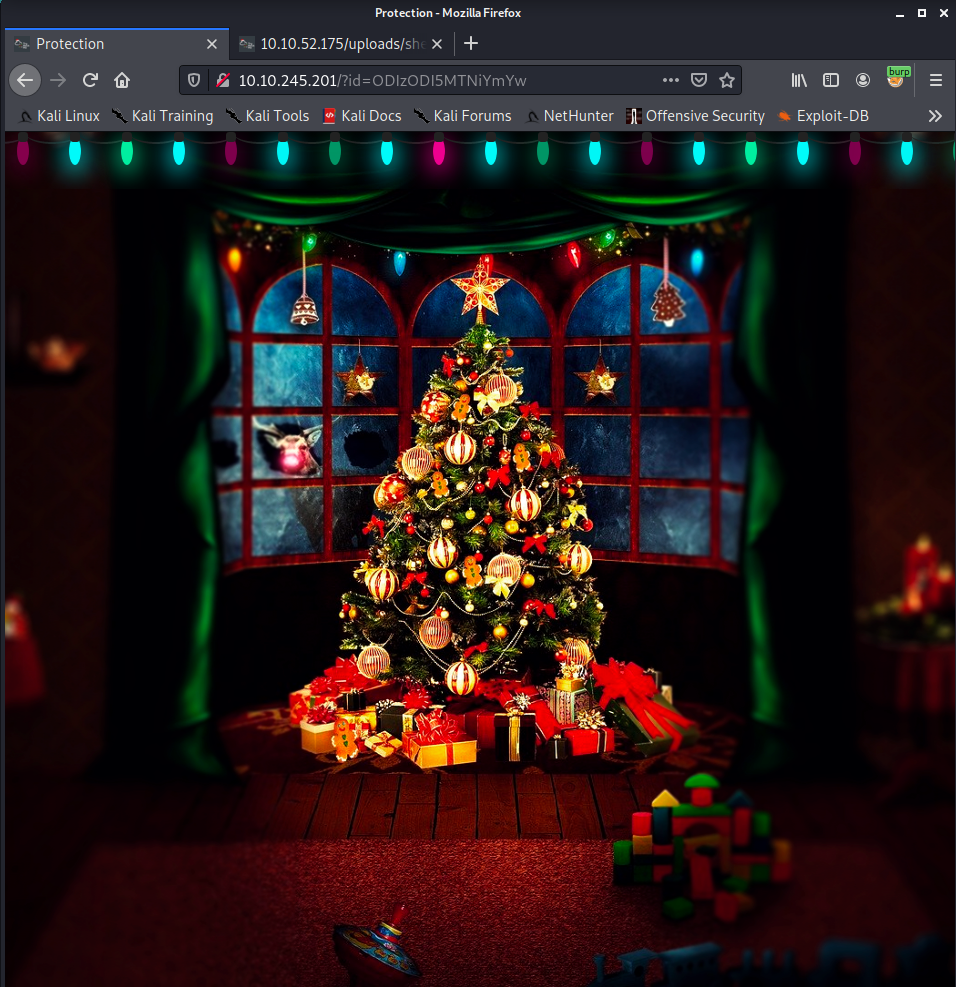 Protection - Mozilla Firefox
Protection 10.10.52.175/uploads/she
10.10.245.201/?id=ODIzODI5MTNiYmYw burp
Kali Linux Kali Training Kali Tools Kali Docs Kali Forums NetHunter Offensive Security Exploit-DB